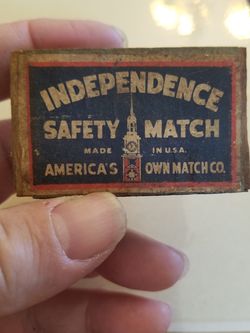 INDEPENDENCE
SAFETY MATCH
MADE IN U.S.A.
AMERICA'S OWN MATCH CO.